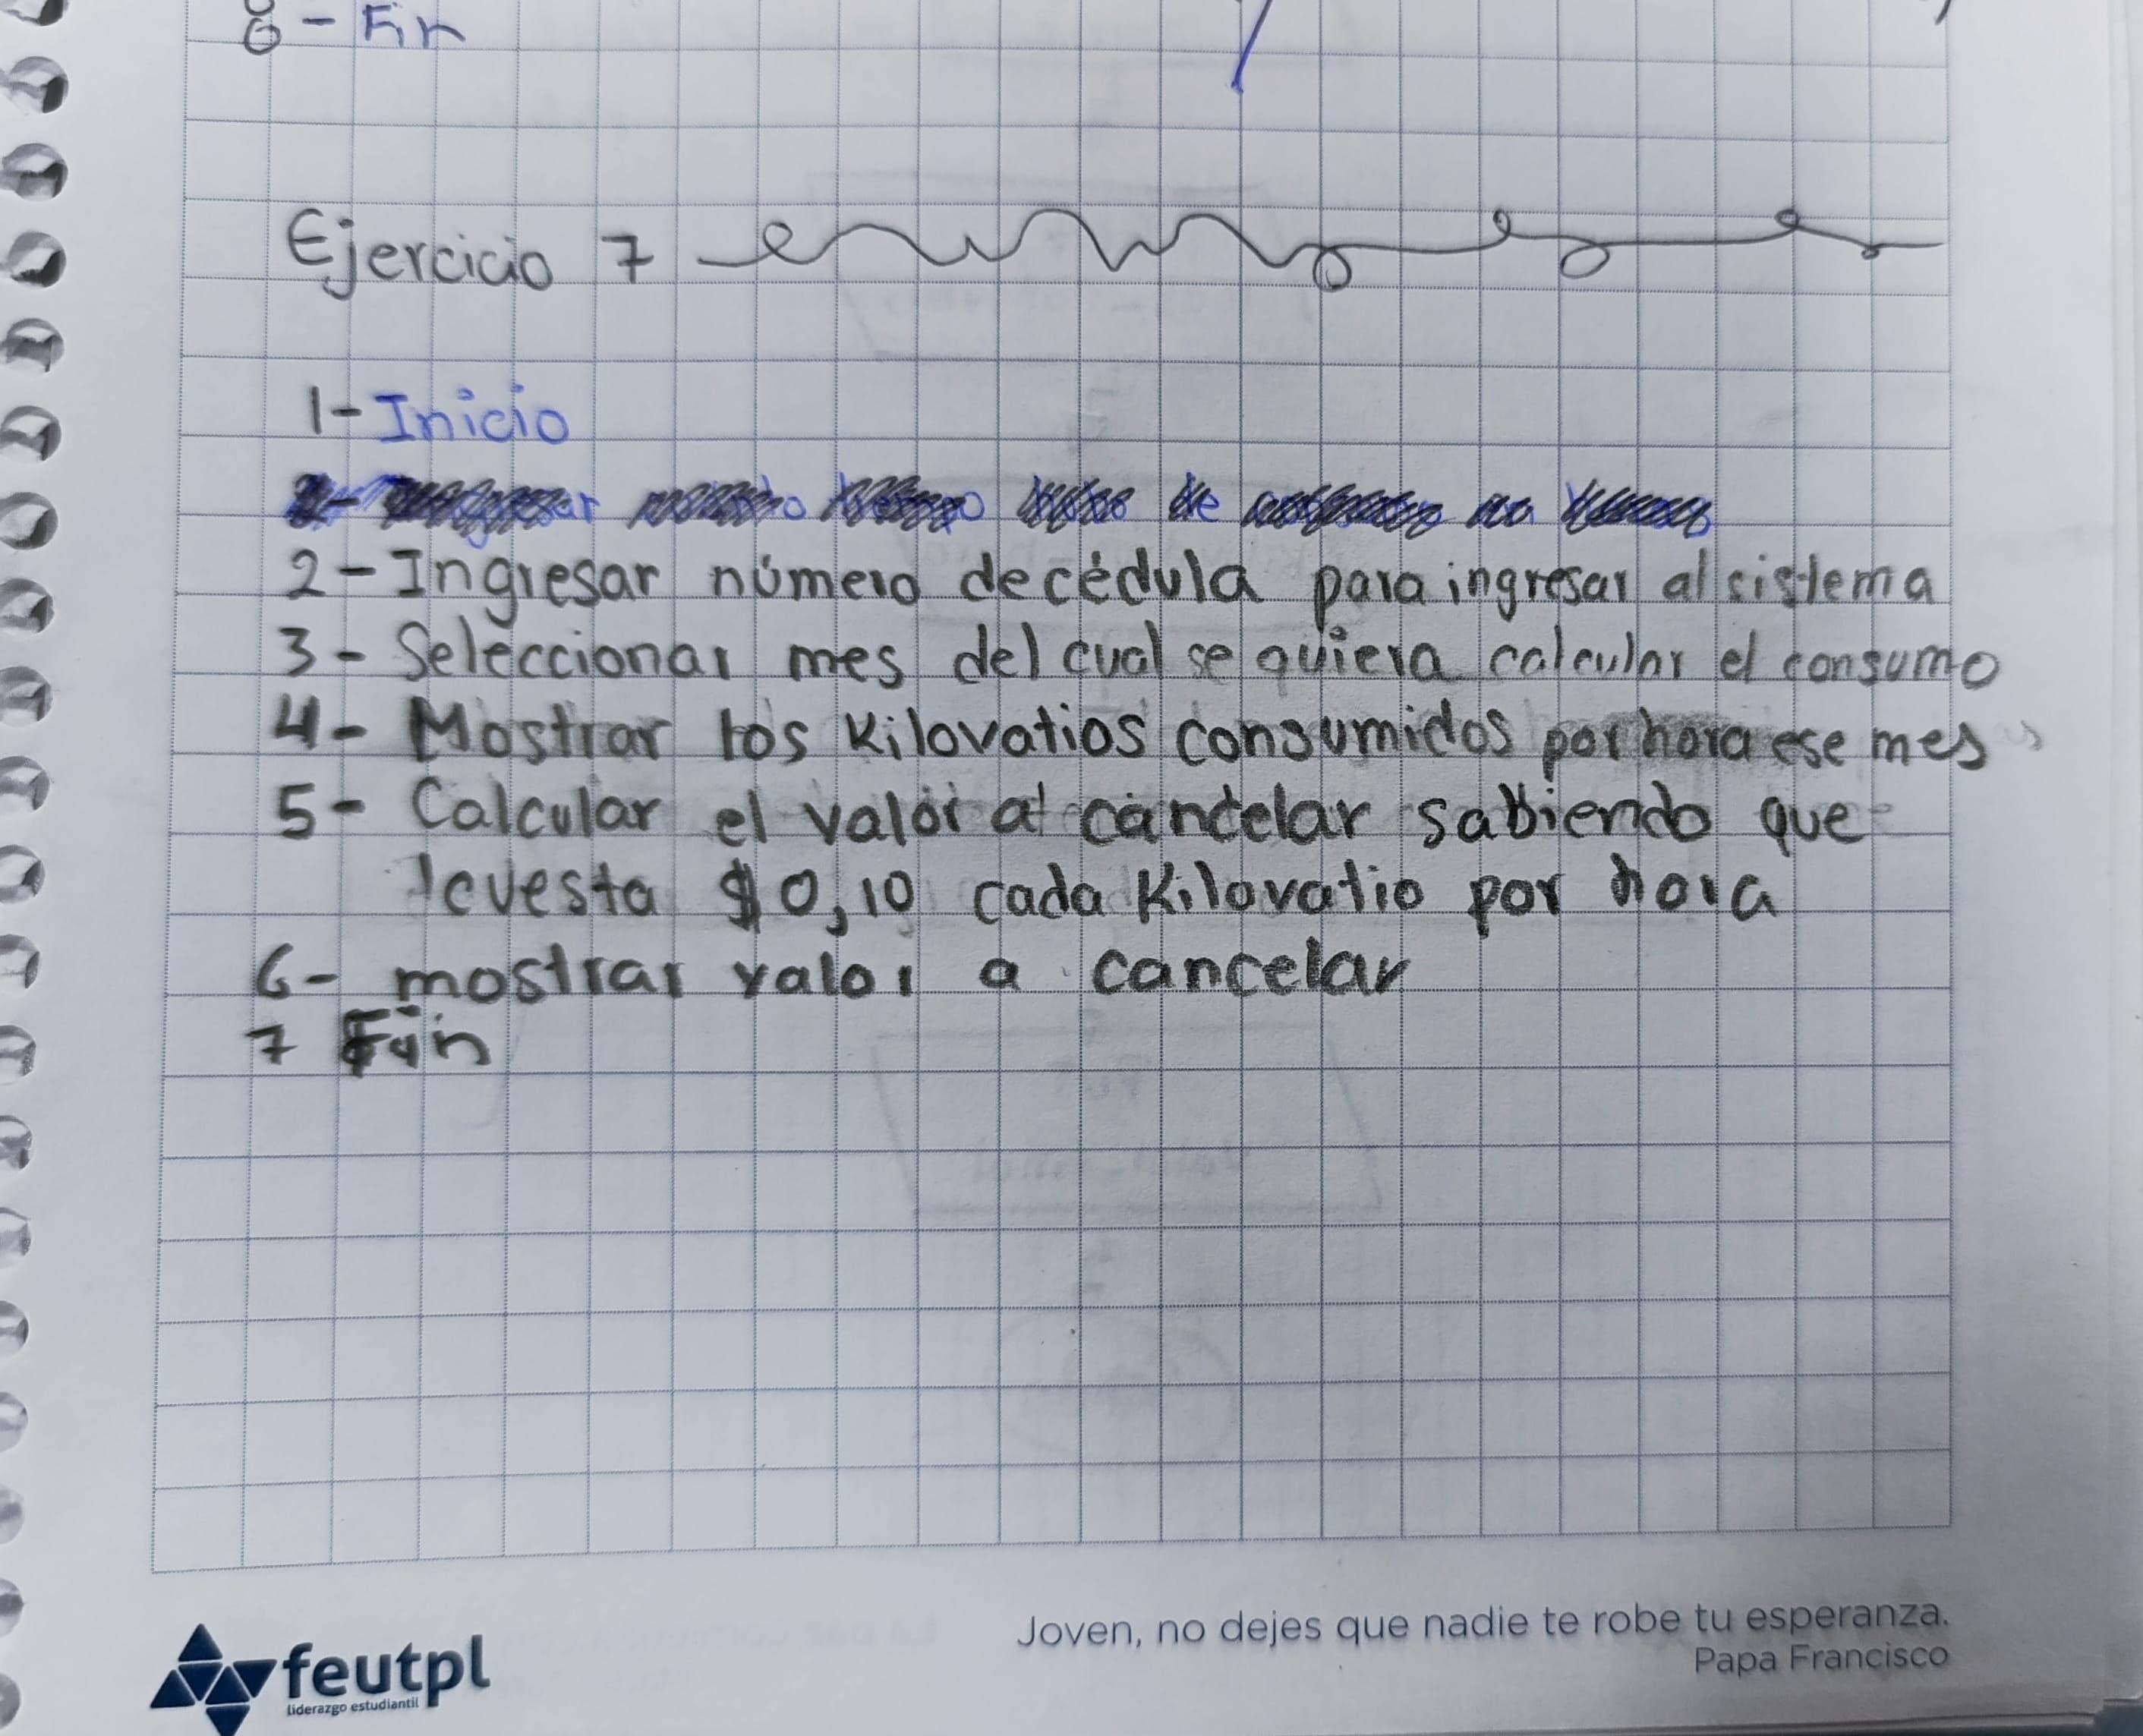 8 - Fin
Ejercicio 7
1- Inicio
2- Ingresar número de cédula para ingresar al sistema
3- Seleccionar mes del cual se quiera calcular el consumo
4- Mostrar los Kilovatios consumidos por hora ese mes
5- Calcular el valor a cancelar sabiendo que
cuesta $0,10 cada Kilovatio por hora
6- mostrar valor a cancelar
7 Fin
feutpl
liderazgo estudiantil
Joven, no dejes que nadie te robe tu esperanza.
Papa Francisco